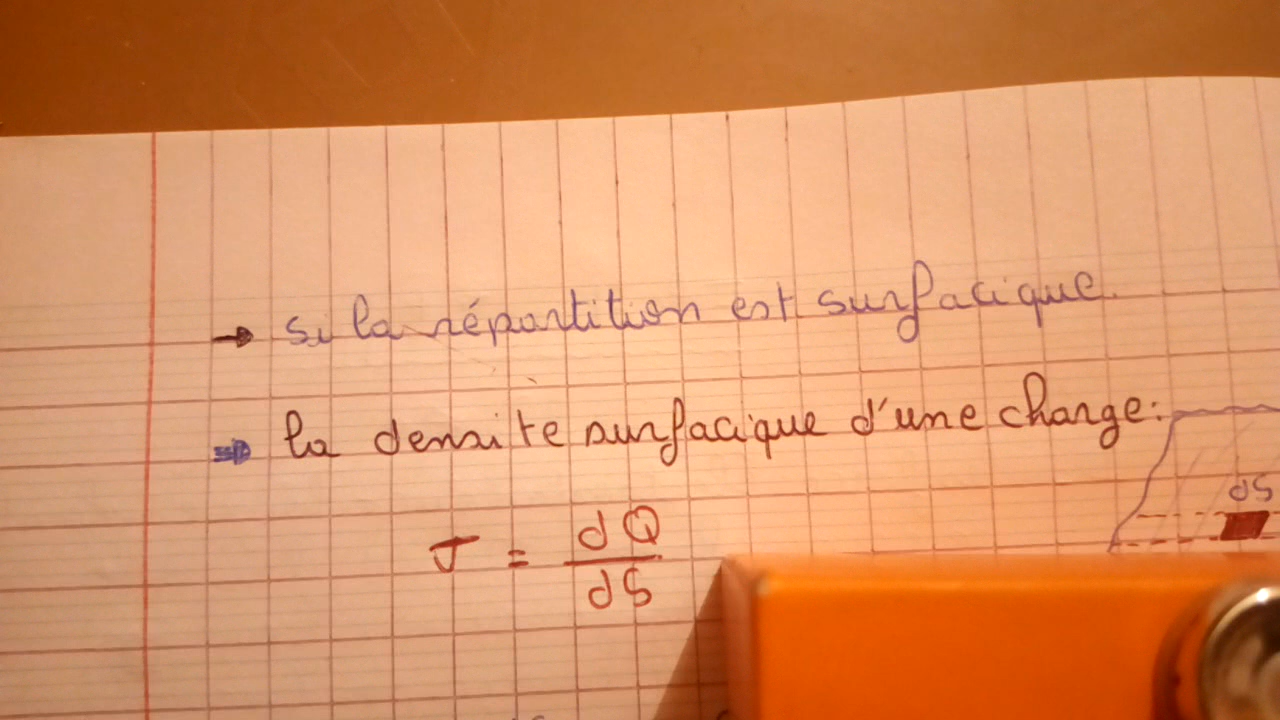 → si la répartition est surfacique.
⇒ la densite surfacique d'une charge:
dS
σ = dQ / dS